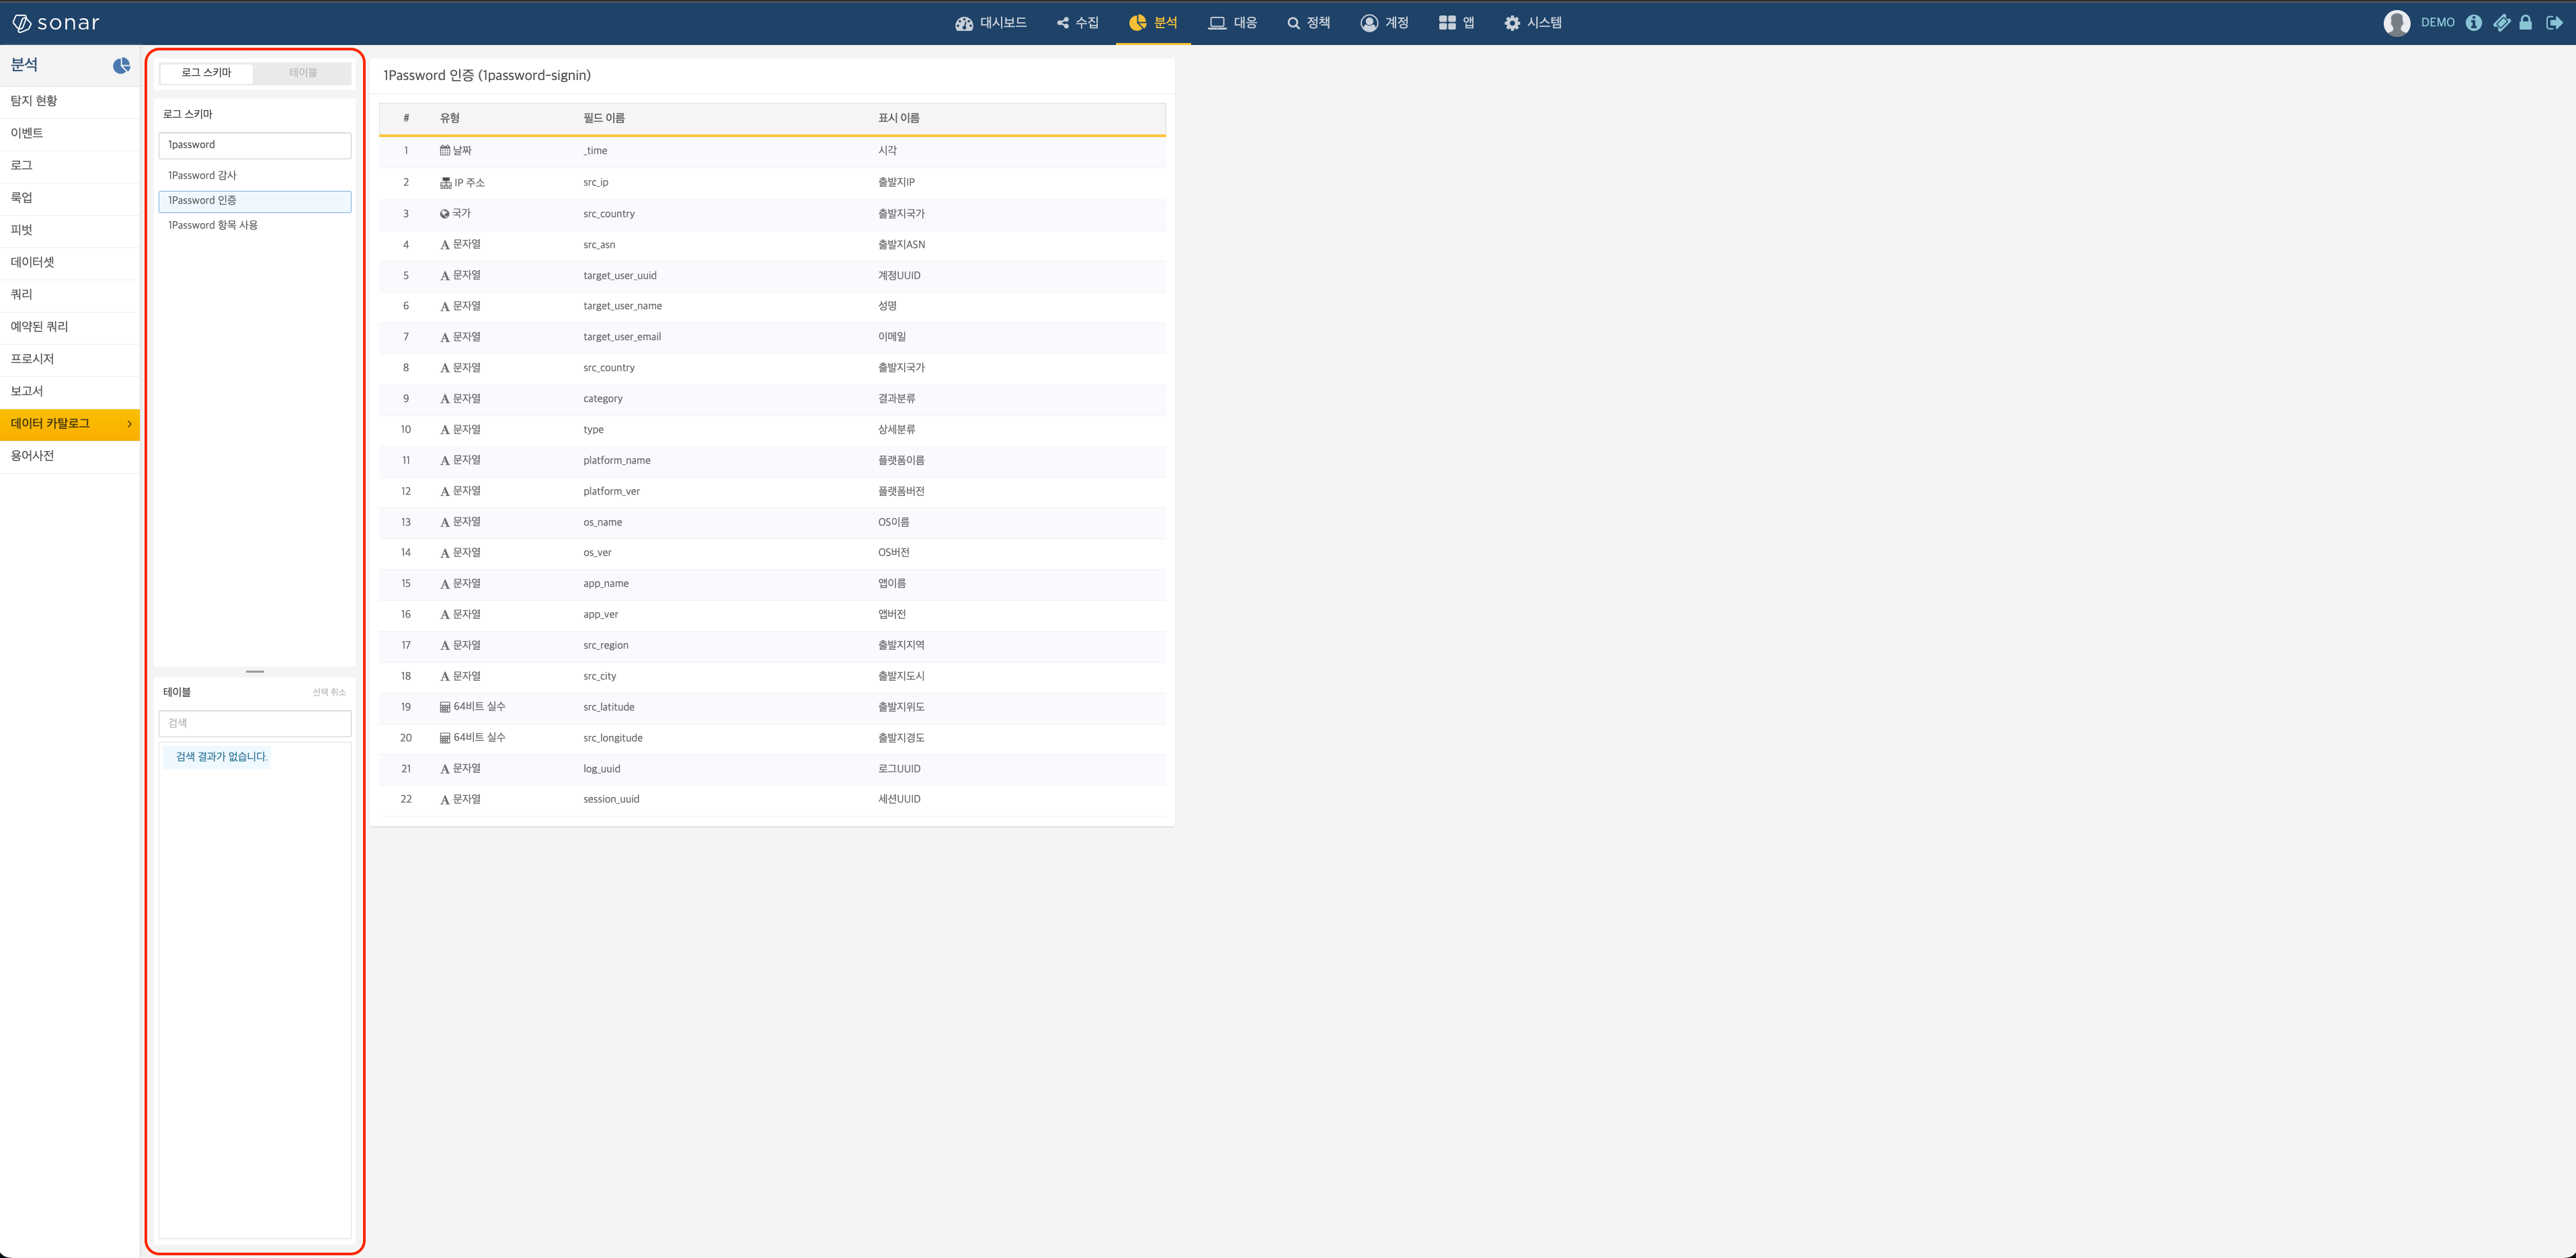 sonar
대시보드
수집
분석
대응
정책
계정
앱
시스템
DEMO
분석
탐지 현황
이벤트
로그
룩업
피벗
데이터셋
쿼리
예약된 쿼리
프로시저
보고서
데이터 카탈로그
용어사전
로그 스키마 테이블
로그 스키마
1password
1Password 감사
1Password 인증
1Password 항목 사용
테이블 선택 취소
검색
검색 결과가 없습니다.
1Password 인증 (1password-signin)
# 유형 필드 이름 표시 이름
1 날짜 _time 시각
2 IP 주소 src_ip 출발지IP
3 국가 src_country 출발지국가
4 문자열 src_asn 출발지ASN
5 문자열 target_user_uuid 계정UUID
6 문자열 target_user_name 성명
7 문자열 target_user_email 이메일
8 문자열 src_country 출발지국가
9 문자열 category 결과분류
10 문자열 type 상세분류
11 문자열 platform_name 플랫폼이름
12 문자열 platform_ver 플랫폼버전
13 문자열 os_name OS이름
14 문자열 os_ver OS버전
15 문자열 app_name 앱이름
16 문자열 app_ver 앱버전
17 문자열 src_region 출발지지역
18 문자열 src_city 출발지도시
19 64비트 실수 src_latitude 출발지위도
20 64비트 실수 src_longitude 출발지경도
21 문자열 log_uuid 로그UUID
22 문자열 session_uuid 세션UUID